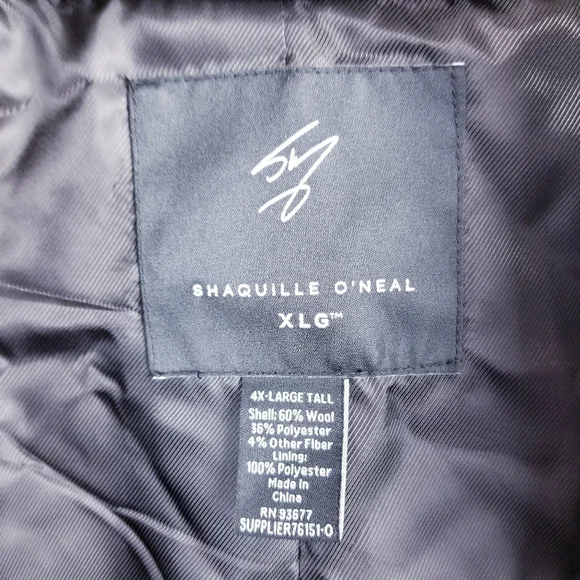 SHAQUILLE O'NEAL
XLG™
4X-LARGE TALL
Shell: 60% Wool
36% Polyester
4% Other Fiber
Lining:
100% Polyester
Made in
China
RN 93677
SUPPLIER76151-0